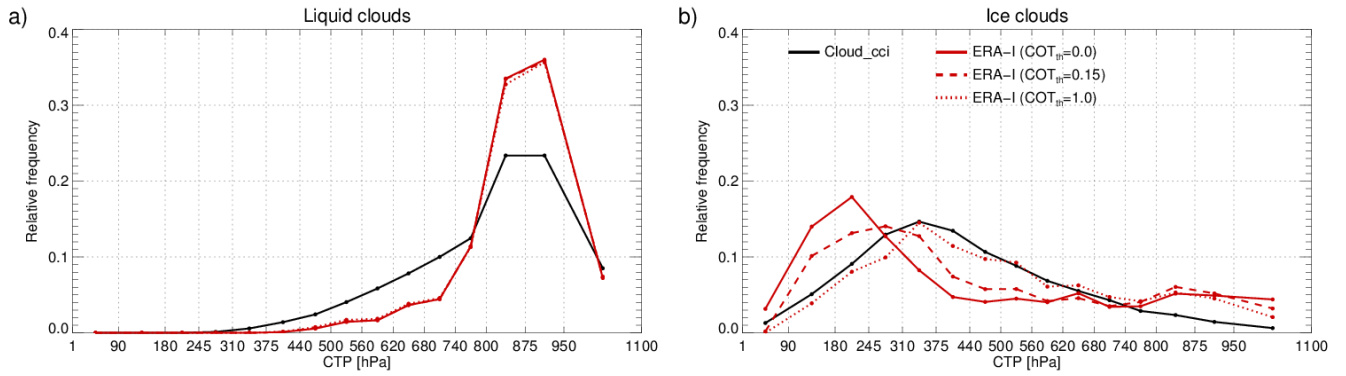 a)
Liquid clouds
Relative frequency
0.4
0.3
0.2
0.1
0.0
1 90 180 245 310 375 440 500 560 620 680 740 800 875 950 1100
CTP [hPa]
b)
Ice clouds
Cloud_cci
ERA-I (COTth=0.0)
ERA-I (COTth=0.15)
ERA-I (COTth=1.0)
Relative frequency
0.4
0.3
0.2
0.1
0.0
1 90 180 245 310 375 440 500 560 620 680 740 800 875 950 1100
CTP [hPa]